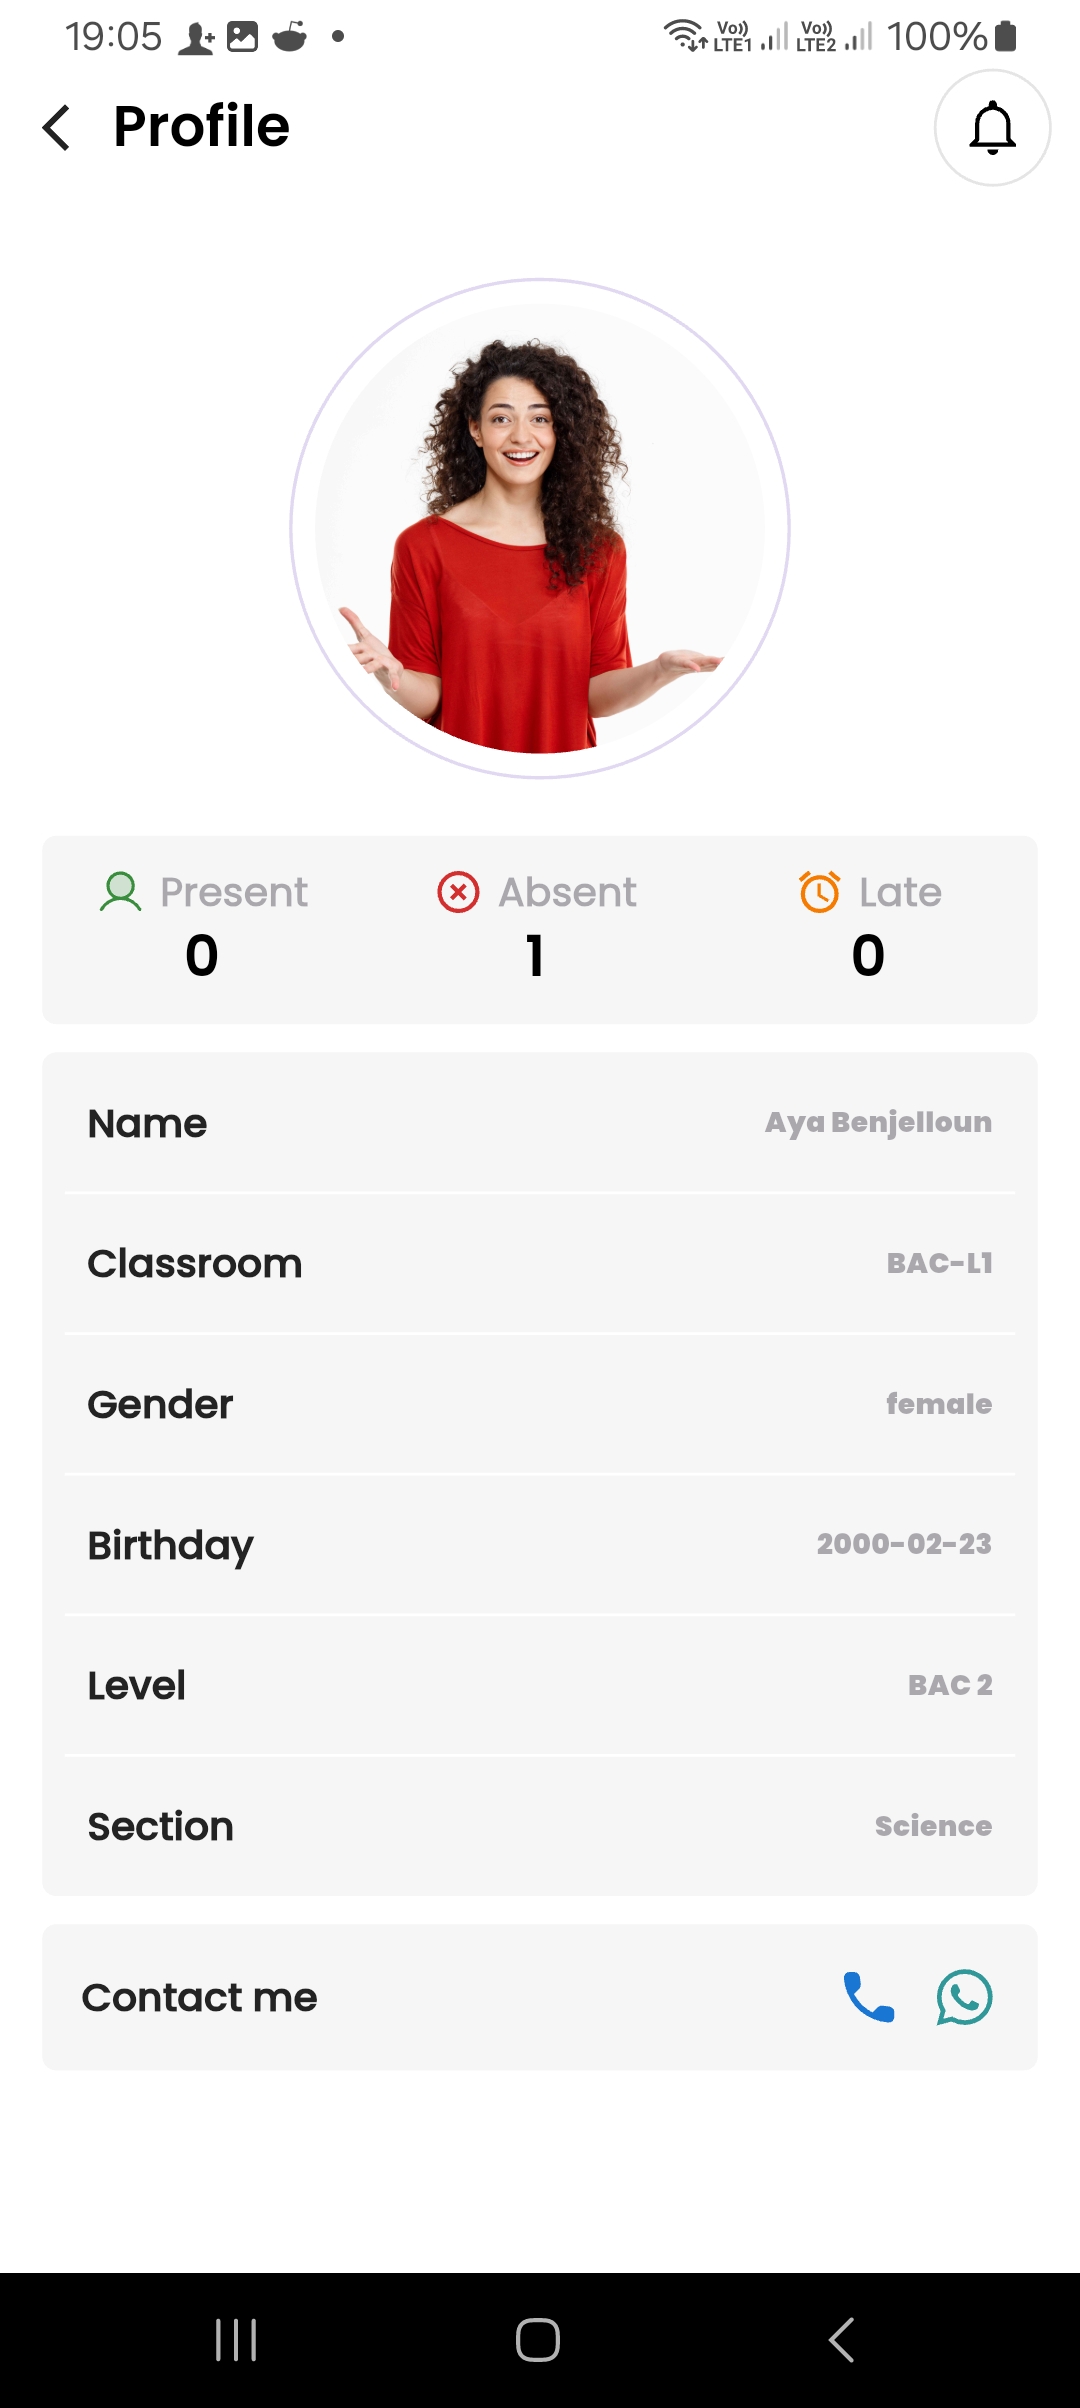 19:05 Vo)) LTE1 Vo)) LTE2 100%
Profile
Present Absent Late
0 1 0
Name Aya Benjelloun
Classroom BAC-L1
Gender female
Birthday 2000-02-23
Level BAC 2
Section Science
Contact me